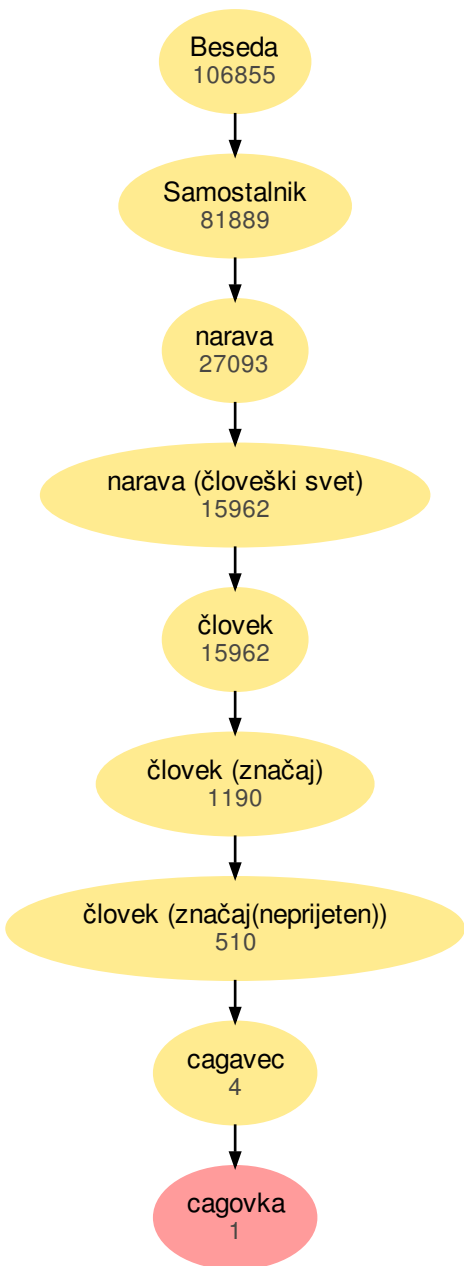 Beseda
106855
Samostalnik
81889
narava
27093
narava (človeški svet)
15962
človek
15962
človek (značaj)
1190
človek (značaj(neprijeten))
510
cagavec
4
cagovka
1